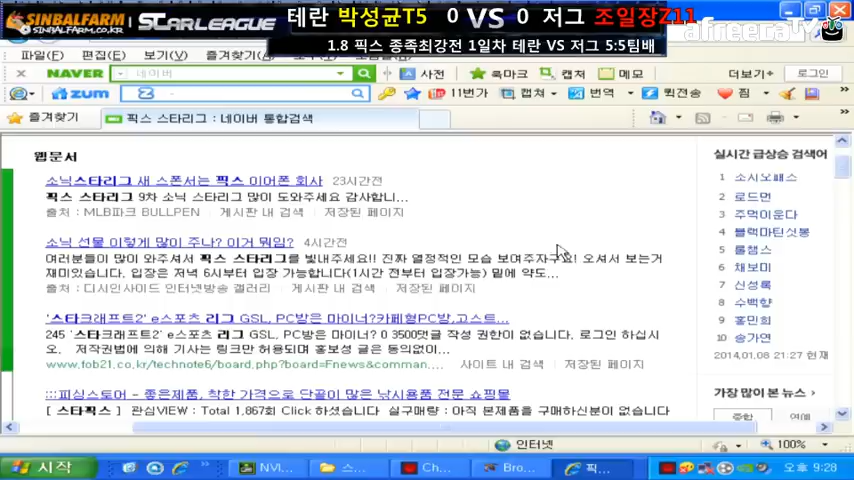 SINBALFARM SC STARLEAGUE 테란 박성균T5 0 VS 0 저그 조일장Z11
sinbalfarm.co.kr
1.8 픽스 종족최강전 1일차 테란 VS 저그 5:5팀배
afreecaTV
파일(F) 편집(E) 보기(V) 즐겨찾기(A)
NAVER 네이버 사전 북마크 캡처 메모 더보기 로그인
zum 11번가 캡쳐 번역 퀵전송 찜
즐겨찾기 픽스 스타리그 : 네이버 통합검색
웹문서
소닉스타리그 새 스폰서는 픽스 이어폰 회사 23시간전
픽스 스타리그 9차 소닉 스타리그 많이 도와주세요 감사합니...
출처 : MLB파크 BULLPEN 게시판 내 검색 저장된 페이지
소닉 선물 이렇게 많이 주나? 이거 뭐임? 4시간전
여러분들이 많이 와주셔서 픽스 스타리그를 빛내주세요!! 진짜 열정적인 모습 보여주자구요! 오셔서 보는거
재미있습니다. 입장은 저녁 6시부터 입장 가능합니다(1시간 전부터 입장가능) 밑에 약도...
출처 : 디시인사이드 인터넷방송 갤러리 게시판 내 검색 저장된 페이지
'스타크래프트2' e스포츠 리그 GSL, PC방은 마이너?카페형PC방,고스트...
245 '스타크래프트2' e스포츠 리그 GSL, PC방은 마이너? 0 3500댓글 작성 권한이 없습니다. 로그인 하십시
오. 저작권법에 의해 기사는 링크만 허용되며 홍보성 글은 동의없이...
www.fob21.co.kr/technote6/board.php?board=Fnews&comman... 사이트 내 검색 저장된 페이지
:::피싱스토어 - 좋은제품, 착한 가격으로 단골이 많은 낚시용품 전문 쇼핑몰
[ 스타픽스 ] 관심VIEW : Total 1,867회 Click 하셨습니다 실구매량 : 아직 본제품을 구매하신분이 없습니다
실시간 급상승 검색어
1 소시오패스
2 로드먼
3 주먹이운다
4 블랙마틴싯봉
5 롤챔스
6 채보미
7 신성록
8 수백향
9 홍민희
10 송가연
2014.01.08 21:27 현재
가장 많이 본 뉴스
종합 연예
인터넷 100%
시작 NVI... 스... Ch... Bro... 픽... 오후 9:28